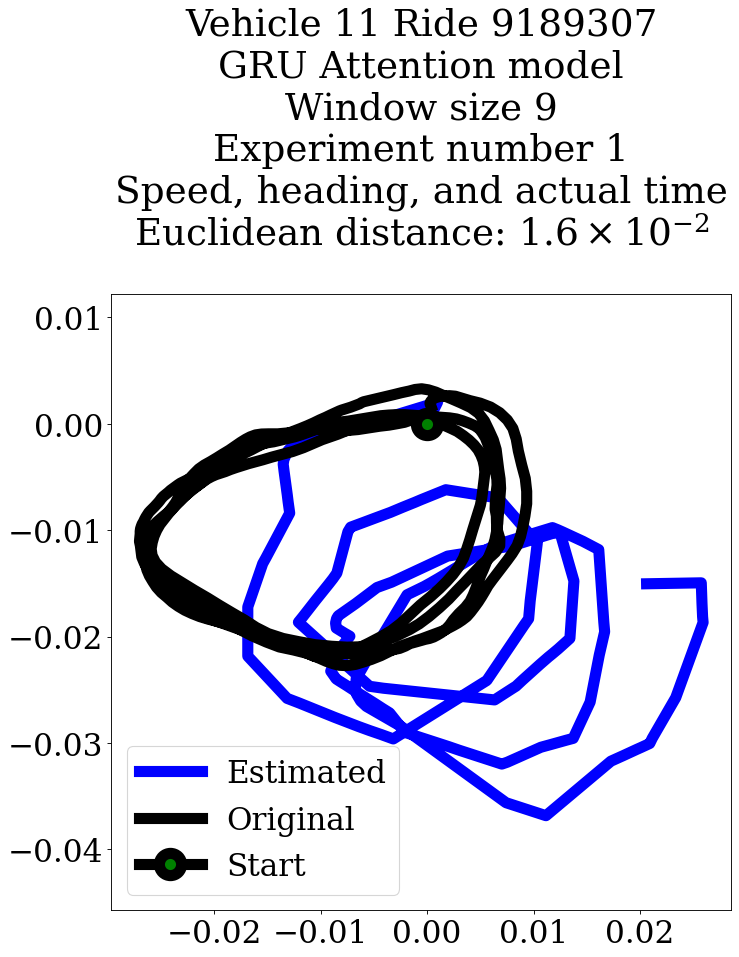 Vehicle 11 Ride 9189307
GRU Attention model
Window size 9
Experiment number 1
Speed, heading, and actual time
Euclidean distance: $1.6 \times 10^{-2}$
0.01
0.00
−0.01
−0.02
−0.03
−0.04
Estimated
Original
Start
−0.02 −0.01 0.00 0.01 0.02